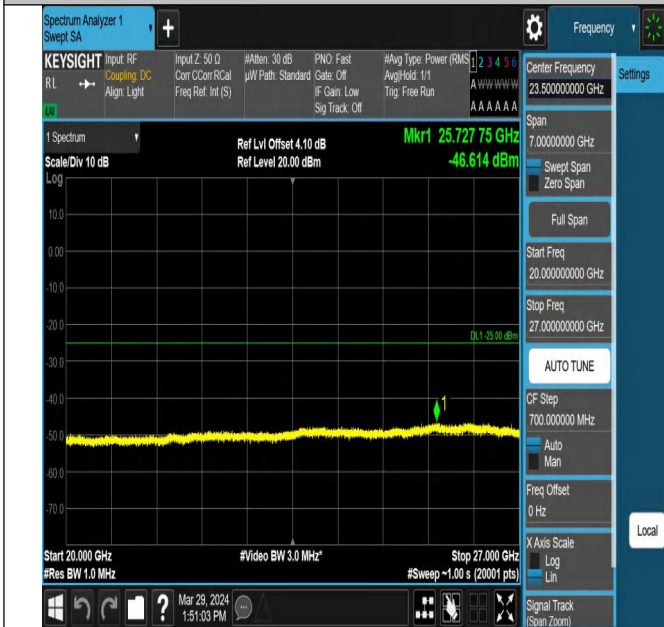 Spectrum Analyzer 1
Swept SA
Frequency
KEYSIGHT
RL
LXI
Input: RF
Coupling: DC
Align: Light
Input Z: 50 Ω
Corr CCorr RCal
Freq Ref: Int (S)
#Atten: 30 dB
µW Path: Standard
PNO: Fast
Gate: Off
IF Gain: Low
Sig Track: Off
#Avg Type: Power (RMS
Avg|Hold: 1/1
Trig: Free Run
1 2 3 4 5 6
A W W W W W
A A A A A A
1 Spectrum
Scale/Div 10 dB
Log
Ref Lvl Offset 4.10 dB
Ref Level 20.00 dBm
Mkr1 25.727 75 GHz
-46.614 dBm
10.0
0.00
-10.0
-20.0
DL1 -25.00 dBm
-30.0
-40.0
1
-50.0
-60.0
-70.0
Start 20.000 GHz
#Res BW 1.0 MHz
#Video BW 3.0 MHz*
Stop 27.000 GHz
#Sweep ~1.00 s (20001 pts)
Mar 29, 2024
1:51:03 PM
Center Frequency
23.500000000 GHz
Settings
Span
7.00000000 GHz
Swept Span
Zero Span
Full Span
Start Freq
20.000000000 GHz
Stop Freq
27.000000000 GHz
AUTO TUNE
CF Step
700.000000 MHz
Auto
Man
Freq Offset
0 Hz
X Axis Scale
Log
Lin
Local
Signal Track
(Span Zoom)